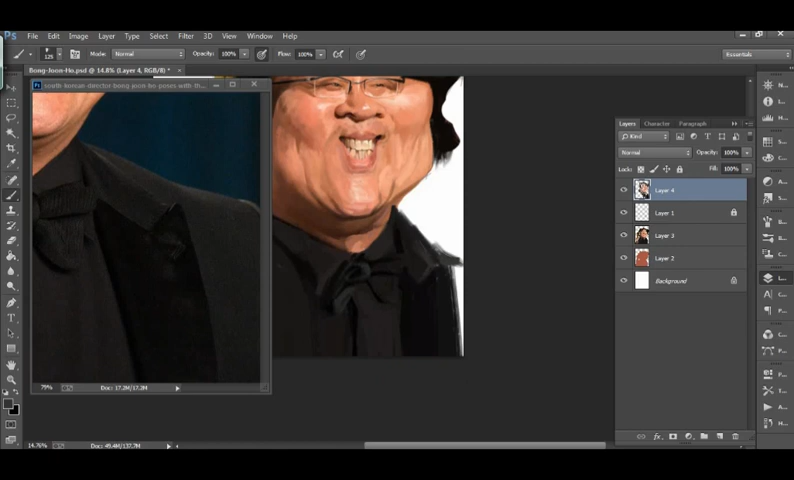 Ps File Edit Image Layer Type Select Filter 3D View Window Help
125 Mode: Normal Opacity: 100% Flow: 100% Essentials
Bong-Joon-Ho.psd @ 14.8% (Layer 4, RGB/8) * ×
south-korean-director-bong-joon-ho-poses-with-th...
79% Doc: 17.2M/17.2M
14.76% Doc: 49.4M/137.7M
Layers Character Paragraph
Kind
Normal Opacity: 100%
Lock: Fill: 100%
Layer 4
Layer 1
Layer 3
Layer 2
Background
fx
N...
I...
H...
S...
C...
A...
S...
B...
B...
C...
L...
C...
P...
C...
P...
P...
T...
A...
H...